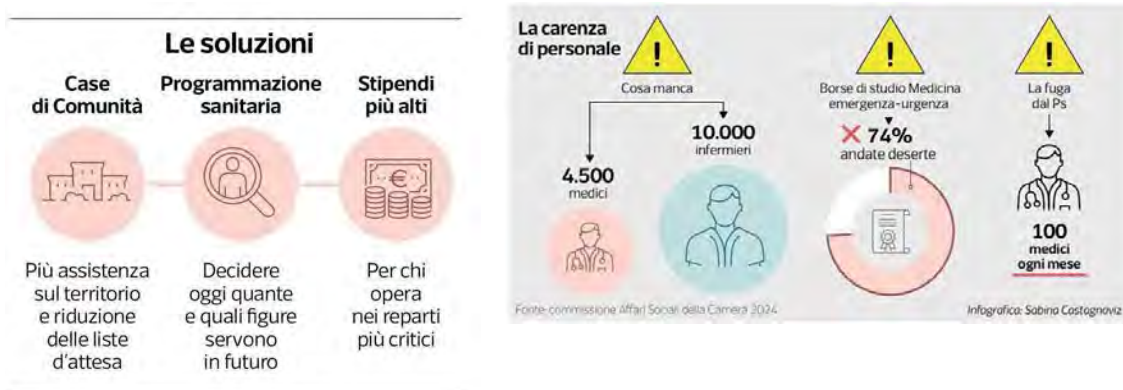 Le soluzioni
Case
di Comunità
Programmazione
sanitaria
Stipendi
più alti
€
Più assistenza
sul territorio
e riduzione
delle liste
d'attesa
Decidere
oggi quante
e quali figure
servono
in futuro
Per chi
opera
nei reparti
più critici
La carenza
di personale
!
Cosa manca
4.500
medici
10.000
infermieri
!
Borse di studio Medicina
emergenza-urgenza
74%
andate deserte
!
La fuga
dal Ps
100
medici
ogni mese
Fonte: commissione Affari Sociali della Camera 2024
Infografica: Sabina Castagnaviz